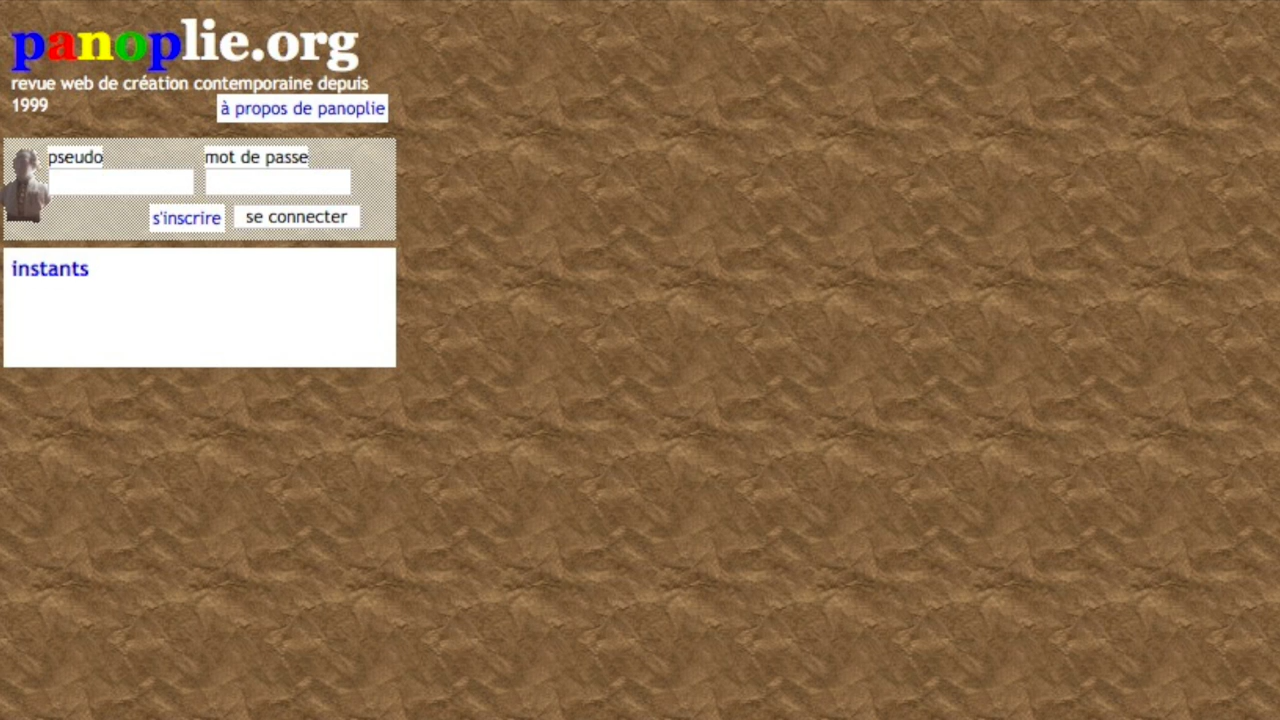 panoplie.org
revue web de création contemporaine depuis
1999
à propos de panoplie
pseudo
mot de passe
s'inscrire
se connecter
instants